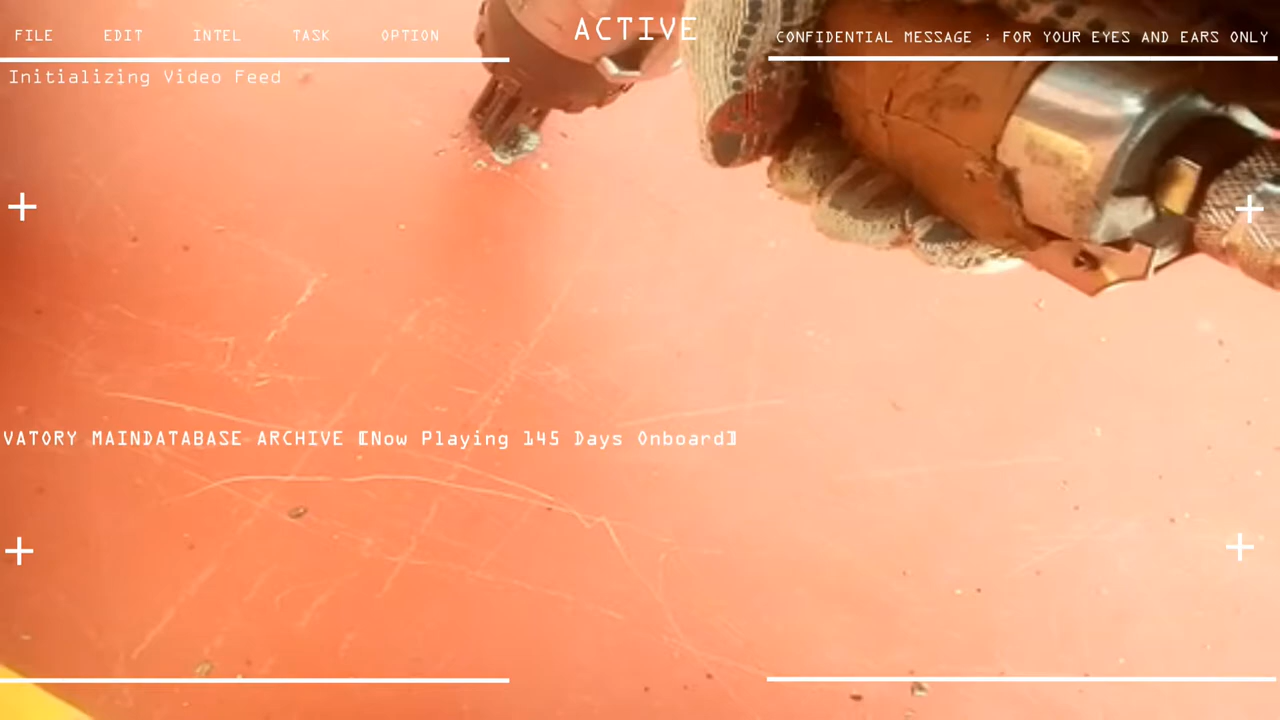 FILE EDIT INTEL TASK OPTION
ACTIVE
CONFIDENTIAL MESSAGE : FOR YOUR EYES AND EARS ONLY
Initializing Video Feed
VATORY MAINDATABASE ARCHIVE [Now Playing 145 Days Onboard]